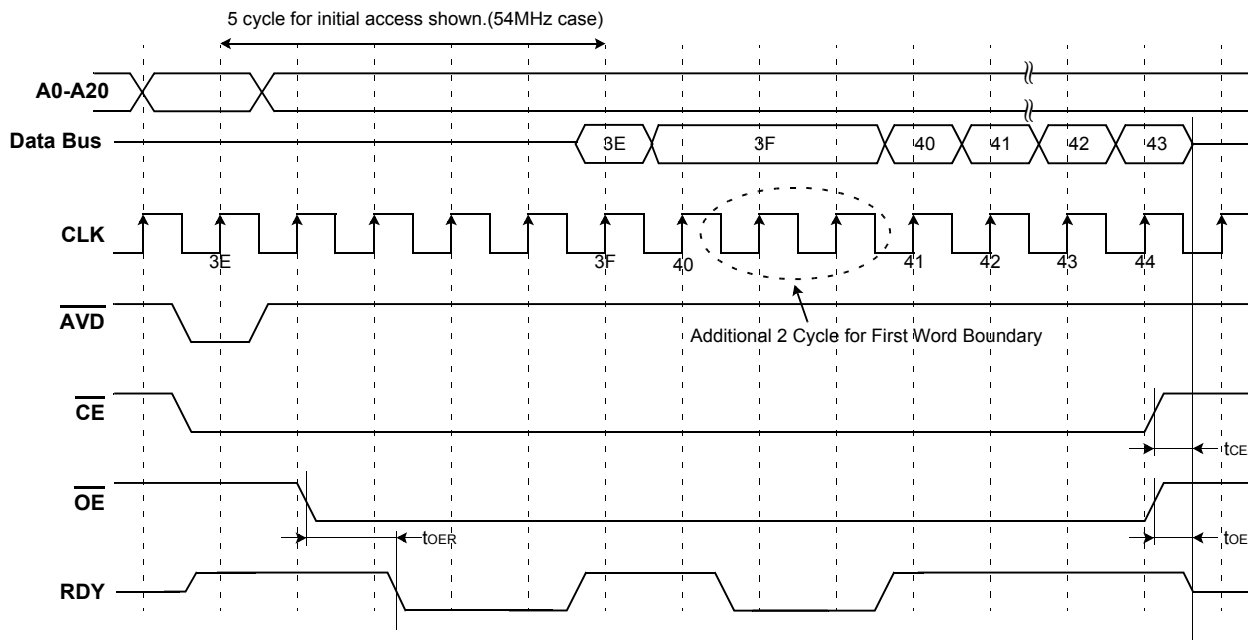 5 cycle for initial access shown.(54MHz case)
A0-A20
Data Bus
3E 3F 40 41 42 43
CLK
3E 3F 40 41 42 43 44
Additional 2 Cycle for First Word Boundary
AVD
CE
tCE
OE
tOER
tOE
RDY